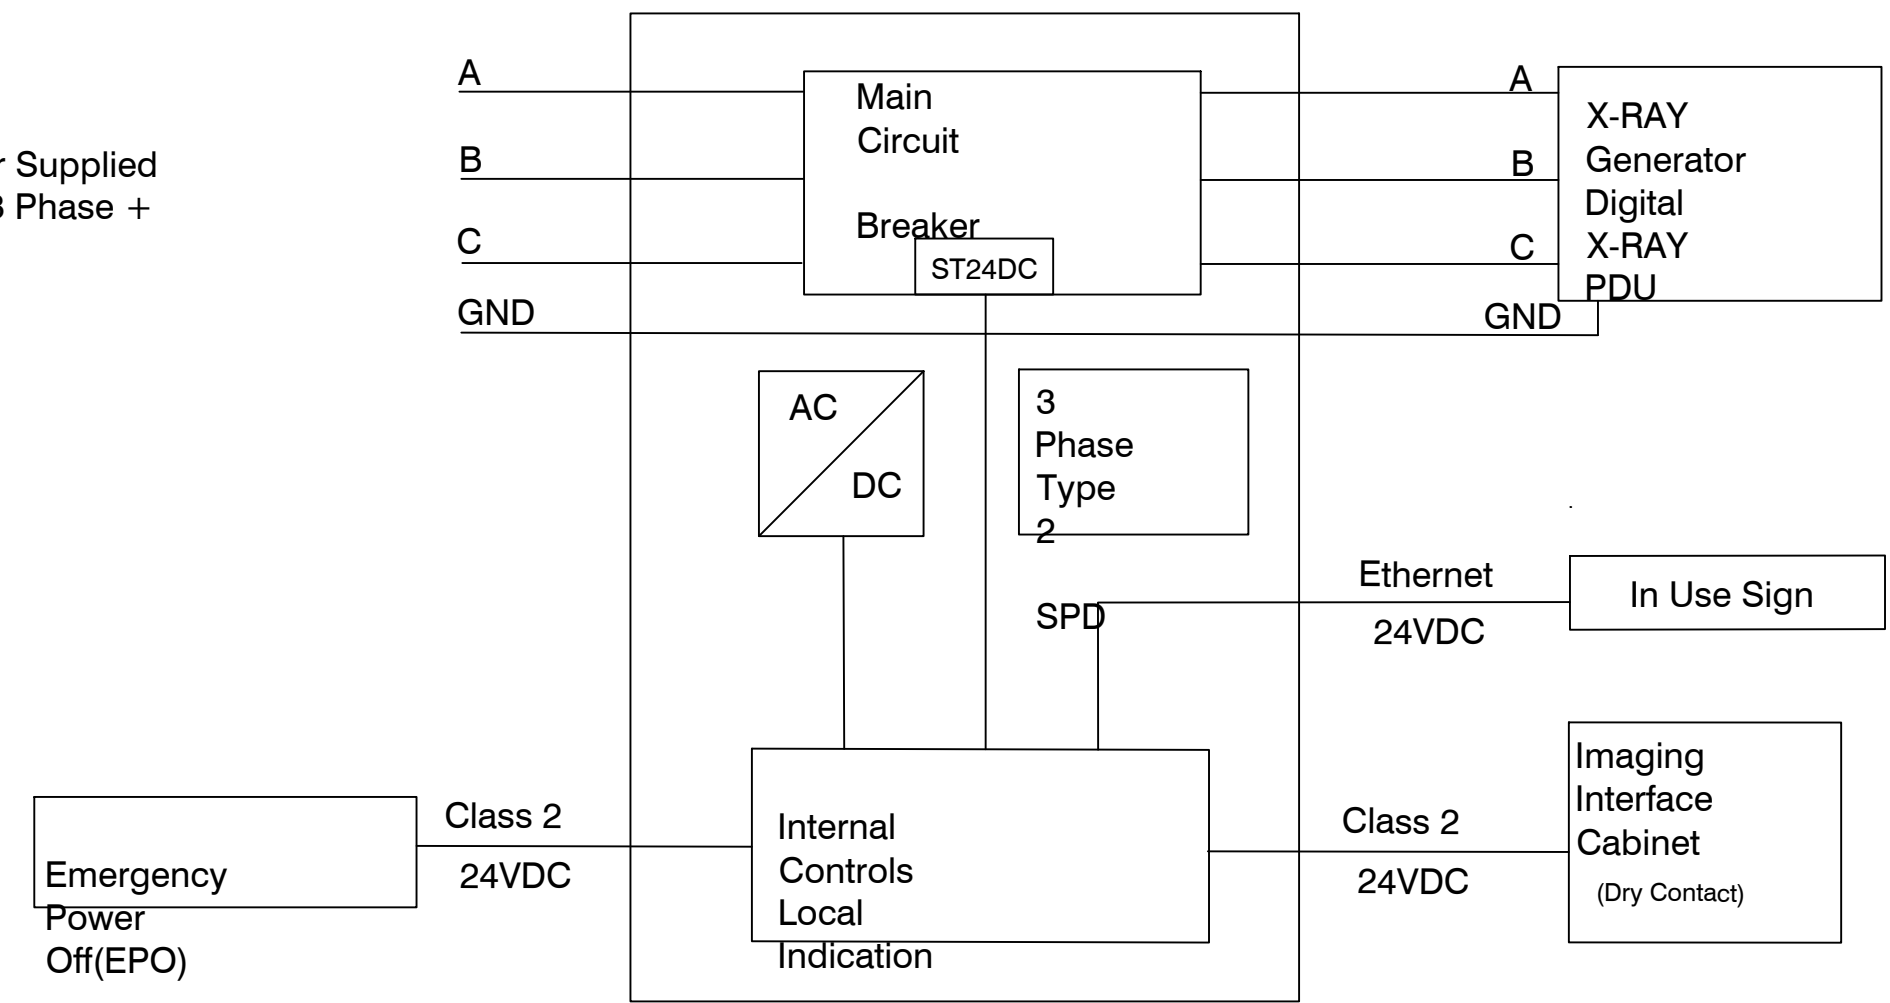 A
B
C
GND
r Supplied
3 Phase +
Main
Circuit
Breaker
ST24DC
A
B
C
GND
X-RAY
Generator
Digital
X-RAY
PDU
AC
DC
3
Phase
Type
2
SPD
Ethernet
24VDC
In Use Sign
Emergency
Power
Off(EPO)
Class 2
24VDC
Internal
Controls
Local
Indication
Class 2
24VDC
Imaging
Interface
Cabinet
(Dry Contact)